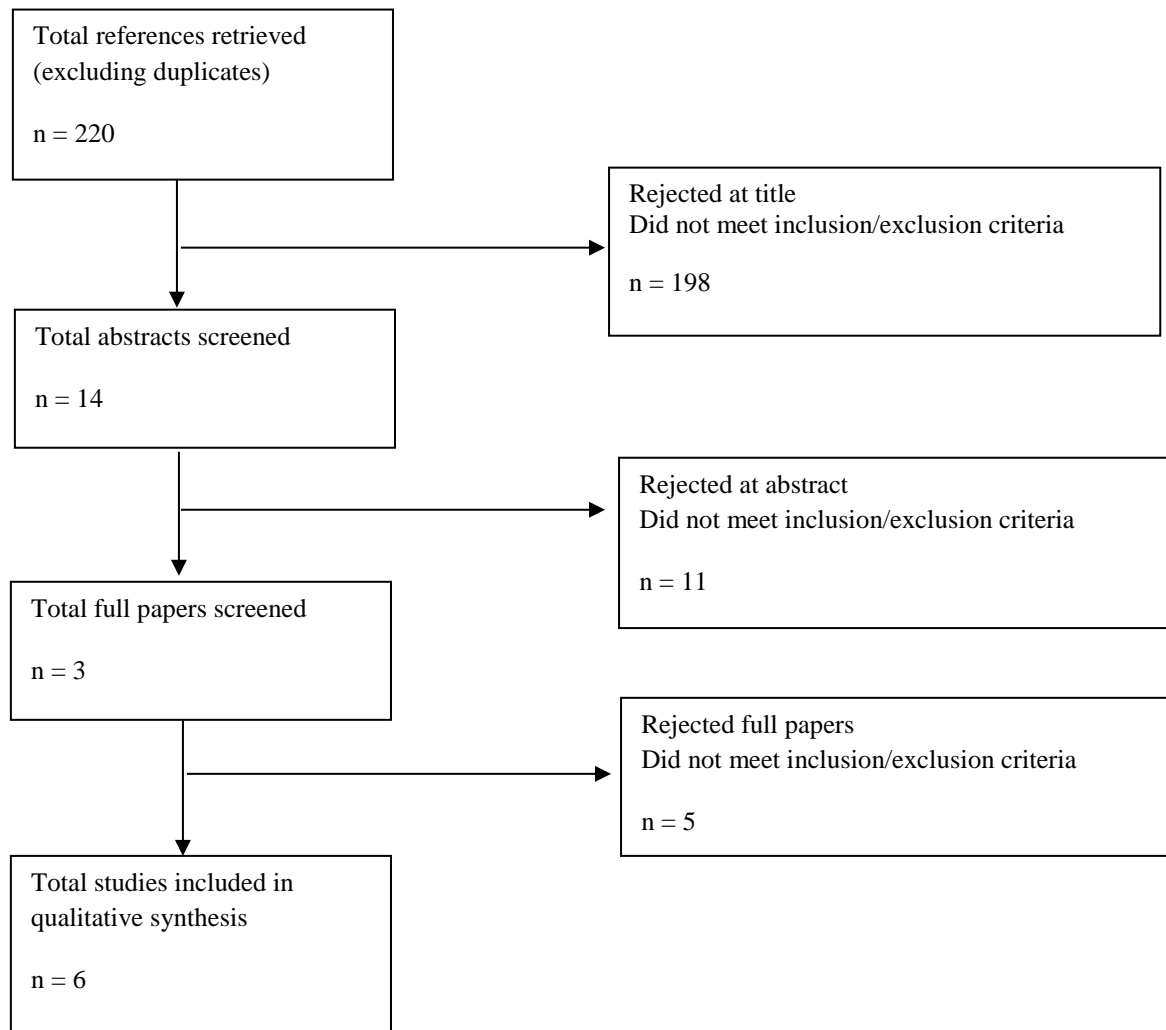 Total references retrieved
(excluding duplicates)
n = 220
Rejected at title
Did not meet inclusion/exclusion criteria
n = 198
Total abstracts screened
n = 14
Rejected at abstract
Did not meet inclusion/exclusion criteria
n = 11
Total full papers screened
n = 3
Rejected full papers
Did not meet inclusion/exclusion criteria
n = 5
Total studies included in
qualitative synthesis
n = 6